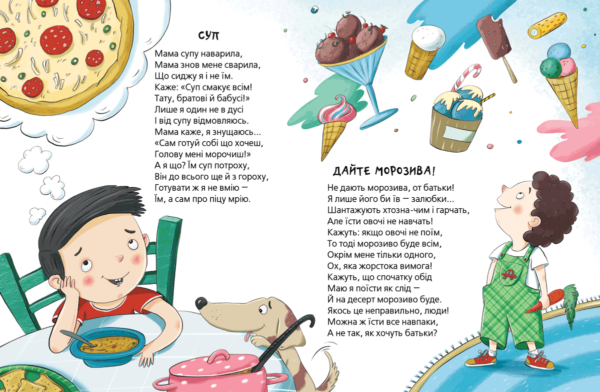 СУП
Мама супу наварила,
Мама знов мене сварила,
Що сиджу я і не їм.
Каже: «Суп смакує всім!
Тату, братові й бабусі!»
Лише я один не в дусі
І від супу відмовляюсь.
Мама каже, я знущаюсь...
«Сам готуй собі що хочеш,
Голову мені морочиш!»
А я що? Їм суп потроху,
Він до всього ще й з гороху,
Готувати ж я не вмію —
Їм, а сам про піцу мрію.
ДАЙТЕ МОРОЗИВА!
Не дають морозива, от батьки!
Я лише його би їв — залюбки...
Шантажують хтозна-чим і гарчать,
Але їсти овочі не навчать!
Кажуть: якщо овочі не поїм,
То тоді морозиво буде всім,
Окрім мене тільки одного,
Ох, яка жорстока вимога!
Кажуть, що спочатку обід
Маю я поїсти як слід —
Й на десерт морозиво буде.
Якось це неправильно, люди!
Можна ж їсти все навпаки,
А не так, як хочуть батьки?